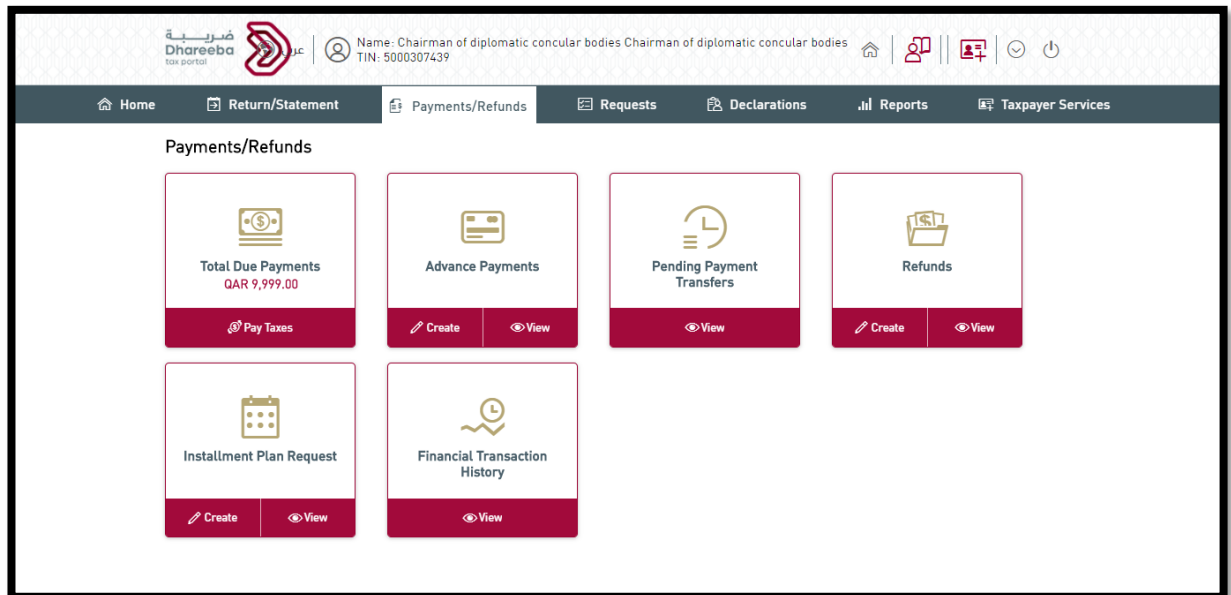 ضريبـــة
Dhareeba
tax portal
عربي
Name: Chairman of diplomatic concular bodies Chairman of diplomatic concular bodies
TIN: 5000307439
Home
Return/Statement
Payments/Refunds
Requests
Declarations
Reports
Taxpayer Services
Payments/Refunds
Total Due Payments
QAR 9,999.00
Pay Taxes
Advance Payments
Create
View
Pending Payment
Transfers
View
Refunds
Create
View
Installment Plan Request
Create
View
Financial Transaction
History
View